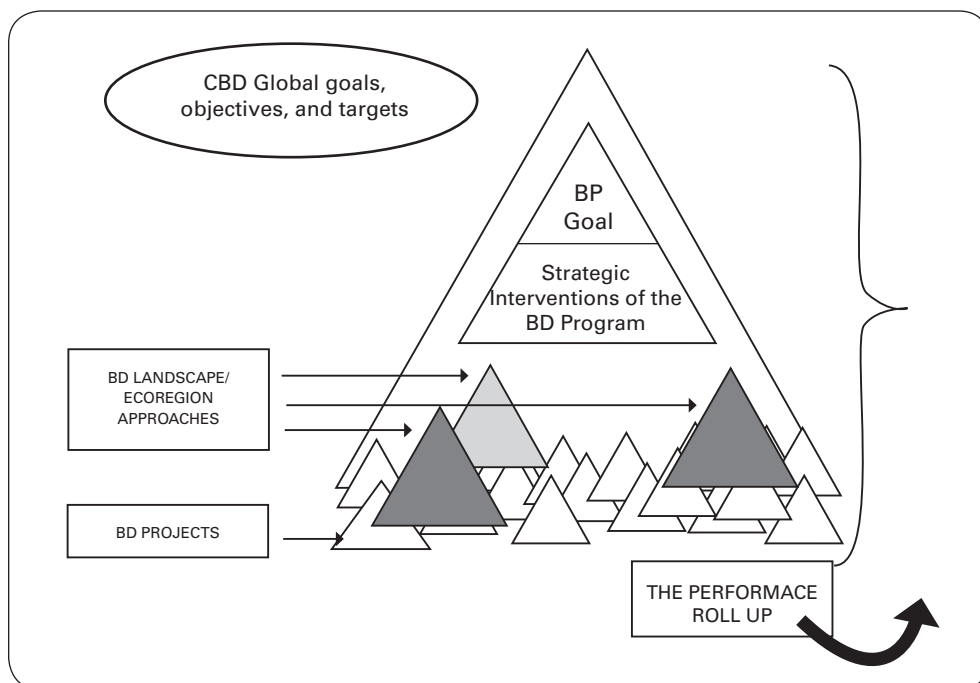 CBD Global goals,
objectives, and targets
BP
Goal
Strategic
Interventions of the
BD Program
BD LANDSCAPE/
ECOREGION
APPROACHES
BD PROJECTS
THE PERFORMACE
ROLL UP